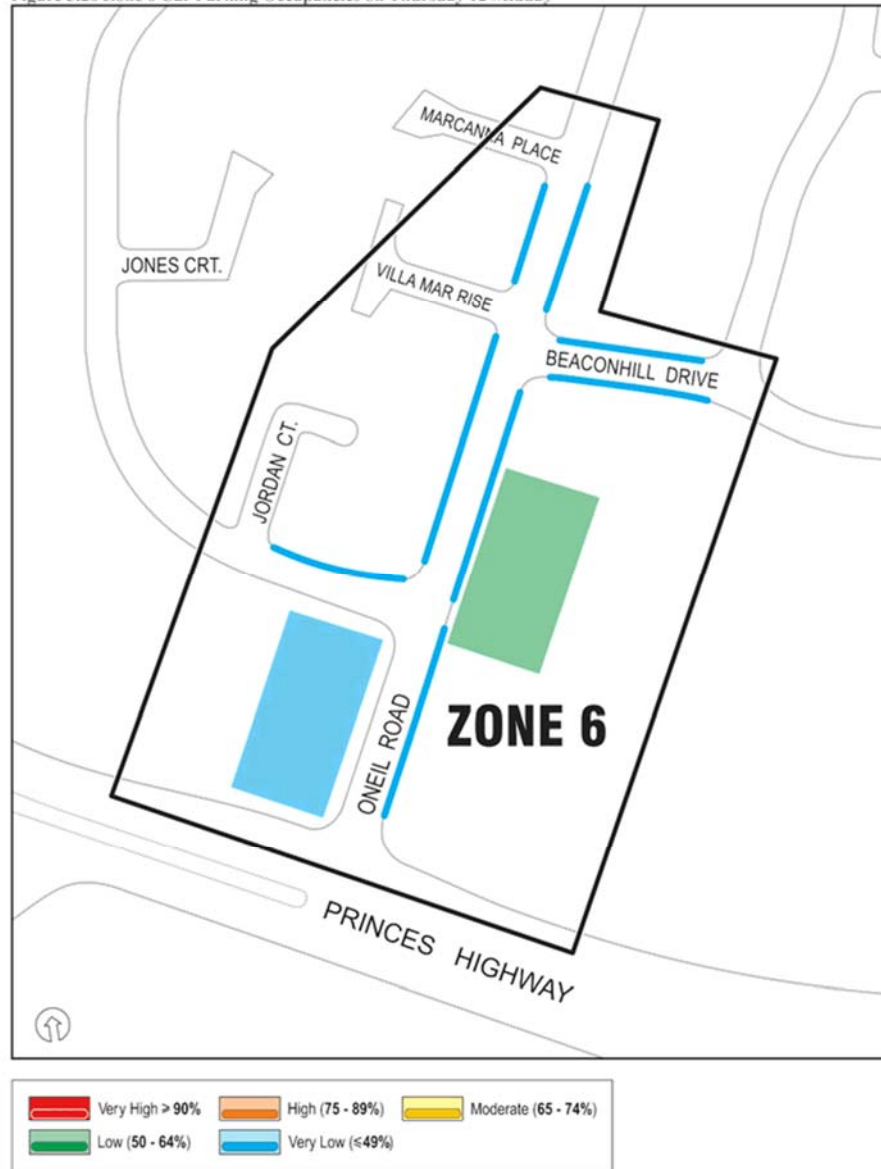 MARCANNA PLACE
JONES CRT.
VILLA MAR RISE
BEACONHILL DRIVE
JORDAN CT.
ZONE 6
ONEIL ROAD
PRINCES HIGHWAY
Very High ≥ 90%
High (75 - 89%)
Moderate (65 - 74%)
Low (50 - 64%)
Very Low (≤49%)